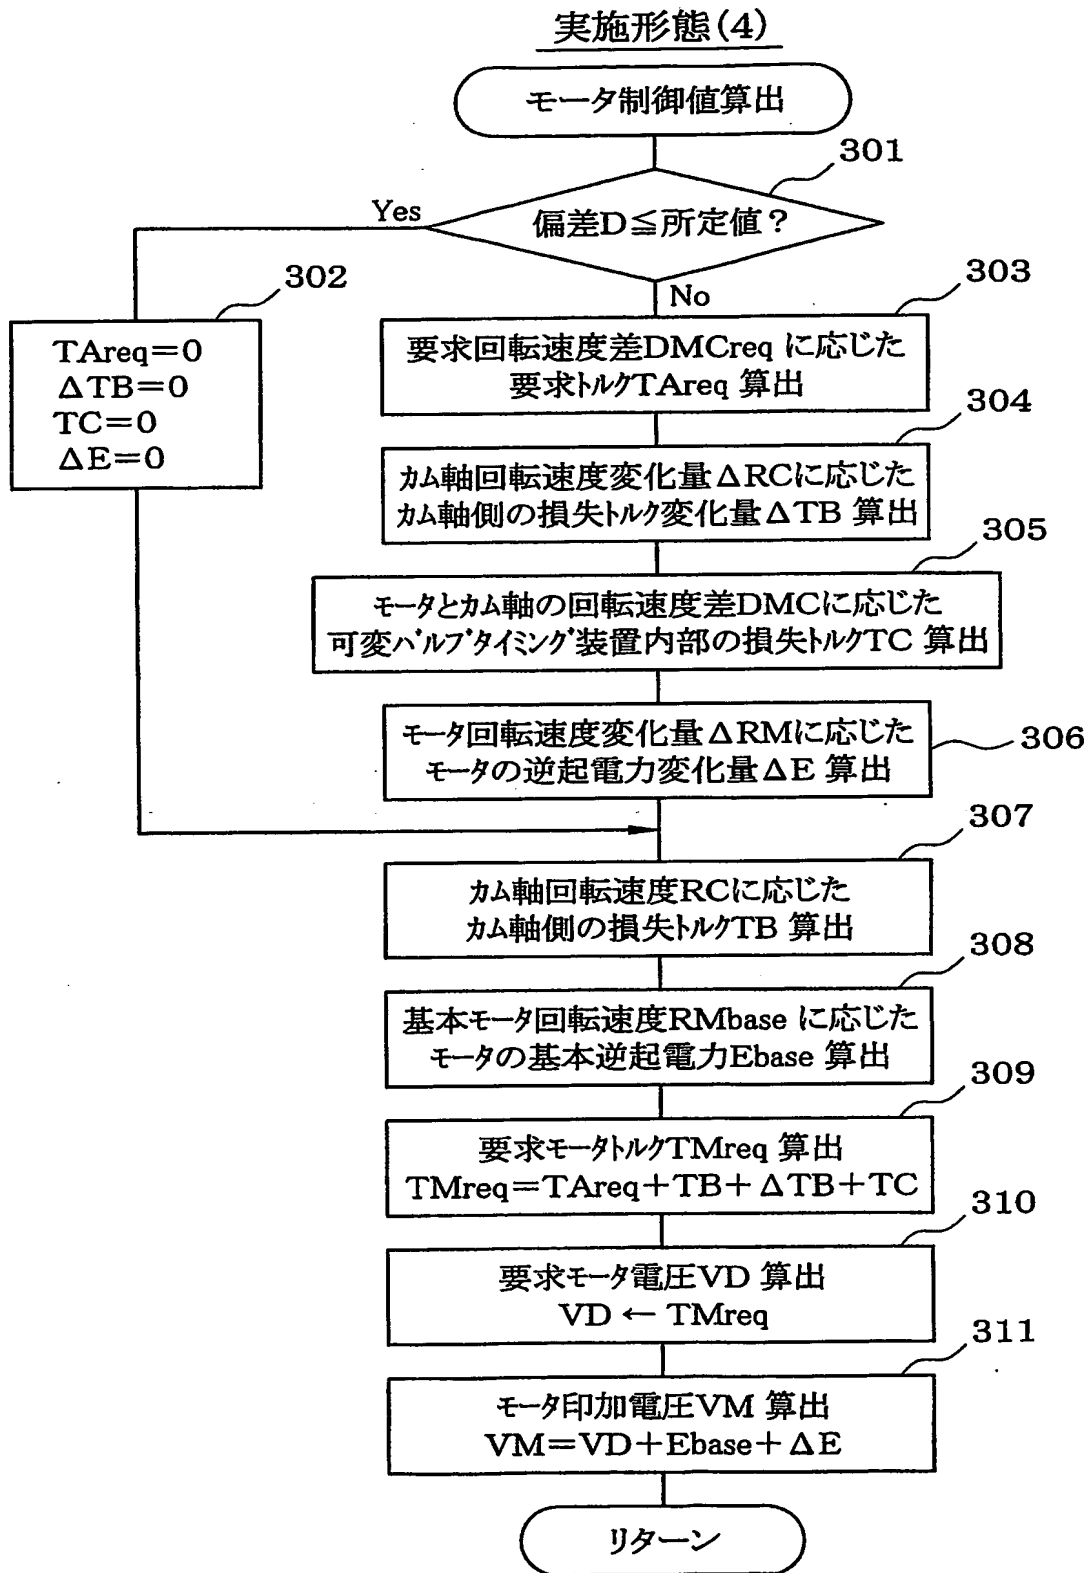 実施形態(4)
モータ制御値算出
301
偏差D≦所定値?
Yes
No
302
TAreq=0
ΔTB=0
TC=0
ΔE=0
303
要求回転速度差DMCreq に応じた
要求トルクTAreq 算出
304
カム軸回転速度変化量ΔRCに応じた
カム軸側の損失トルク変化量ΔTB 算出
305
モータとカム軸の回転速度差DMCに応じた
可変バルブタイミング装置内部の損失トルクTC 算出
306
モータ回転速度変化量ΔRMに応じた
モータの逆起電力変化量ΔE 算出
307
カム軸回転速度RCに応じた
カム軸側の損失トルクTB 算出
308
基本モータ回転速度RMbase に応じた
モータの基本逆起電力Ebase 算出
309
要求モータトルクTMreq 算出
TMreq=TAreq+TB+ΔTB+TC
310
要求モータ電圧VD 算出
VD ← TMreq
311
モータ印加電圧VM 算出
VM=VD+Ebase+ΔE
リターン